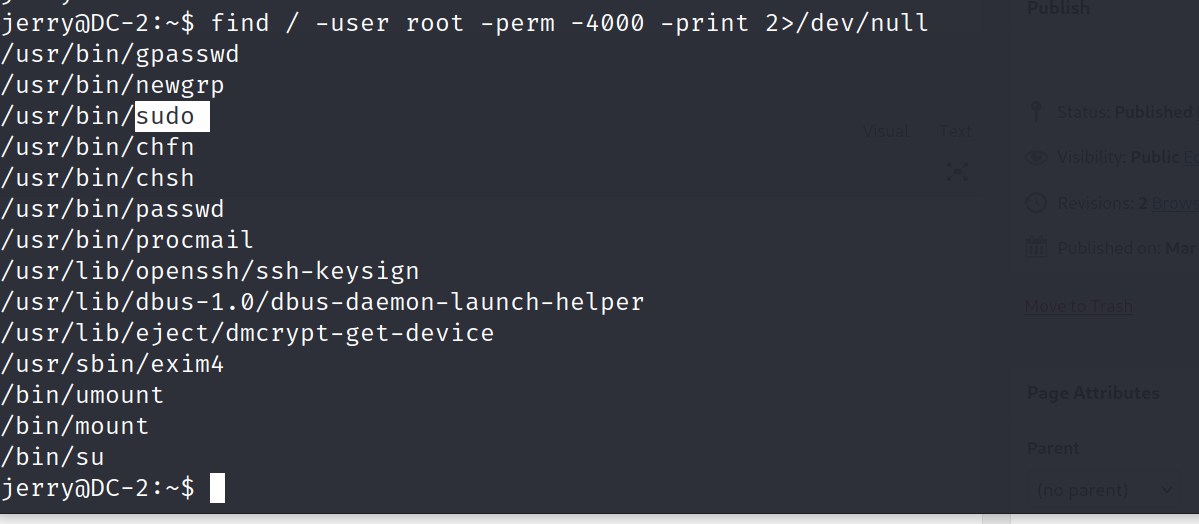 jerry@DC-2:~$ find / -user root -perm -4000 -print 2>/dev/null
/usr/bin/gpasswd
/usr/bin/newgrp
/usr/bin/sudo
/usr/bin/chfn
/usr/bin/chsh
/usr/bin/passwd
/usr/bin/procmail
/usr/lib/openssh/ssh-keysign
/usr/lib/dbus-1.0/dbus-daemon-launch-helper
/usr/lib/eject/dmcrypt-get-device
/usr/sbin/exim4
/bin/umount
/bin/mount
/bin/su
jerry@DC-2:~$
Publish
Visual Text
Status: Published
Visibility: Public
Revisions: 2
Published on:
Move to Trash
Page Attributes
Parent
(no parent)